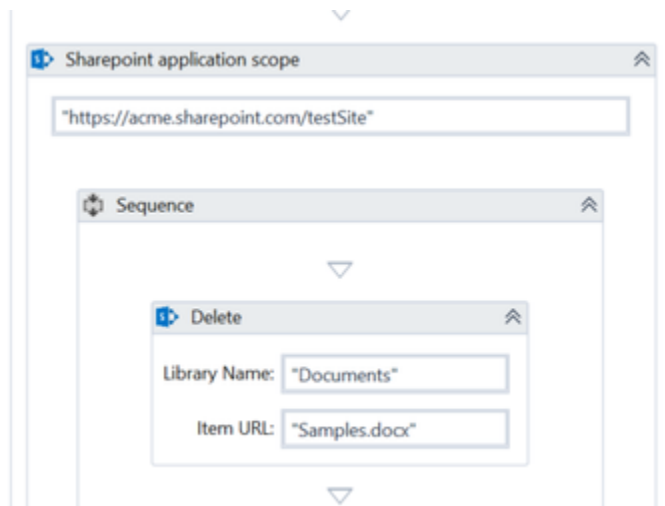 Sharepoint application scope
"https://acme.sharepoint.com/testSite"
Sequence
Delete
Library Name: "Documents"
Item URL: "Samples.docx"